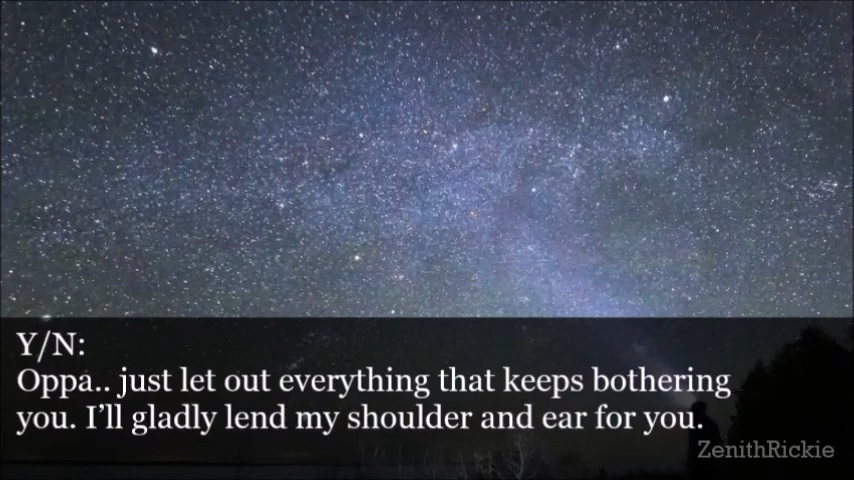 Y/N:
Oppa.. just let out everything that keeps bothering
you. I'll gladly lend my shoulder and ear for you.
ZenithRickie